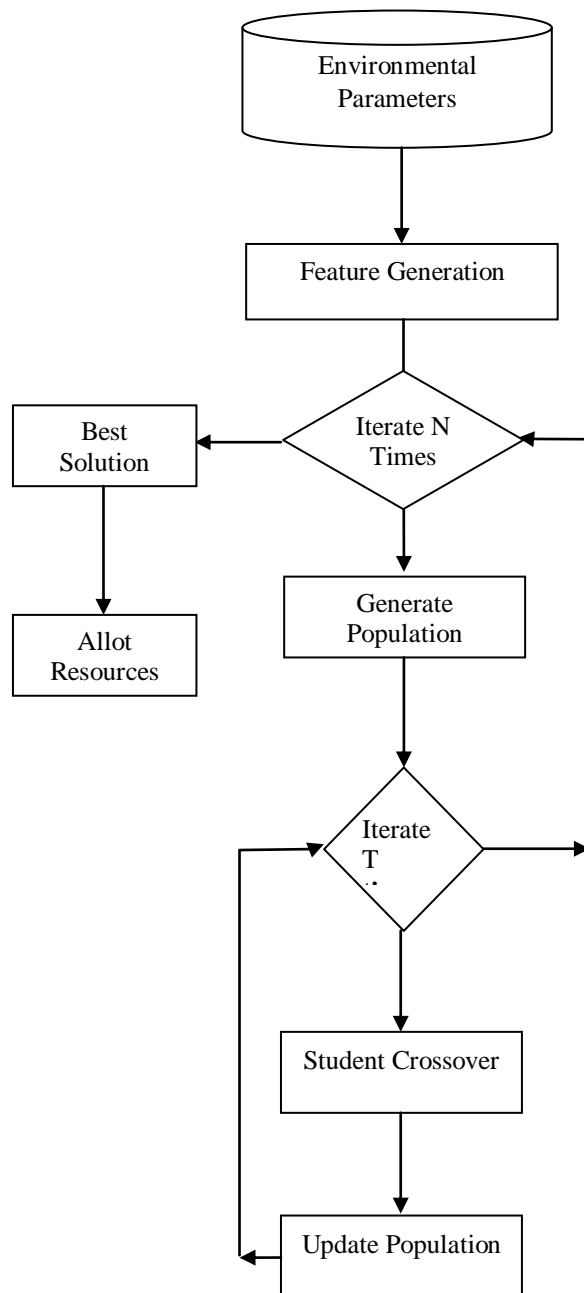 Environmental
Parameters
Feature Generation
Iterate N
Times
Best
Solution
Generate
Population
Allot
Resources
Iterate
T
Student Crossover
Update Population